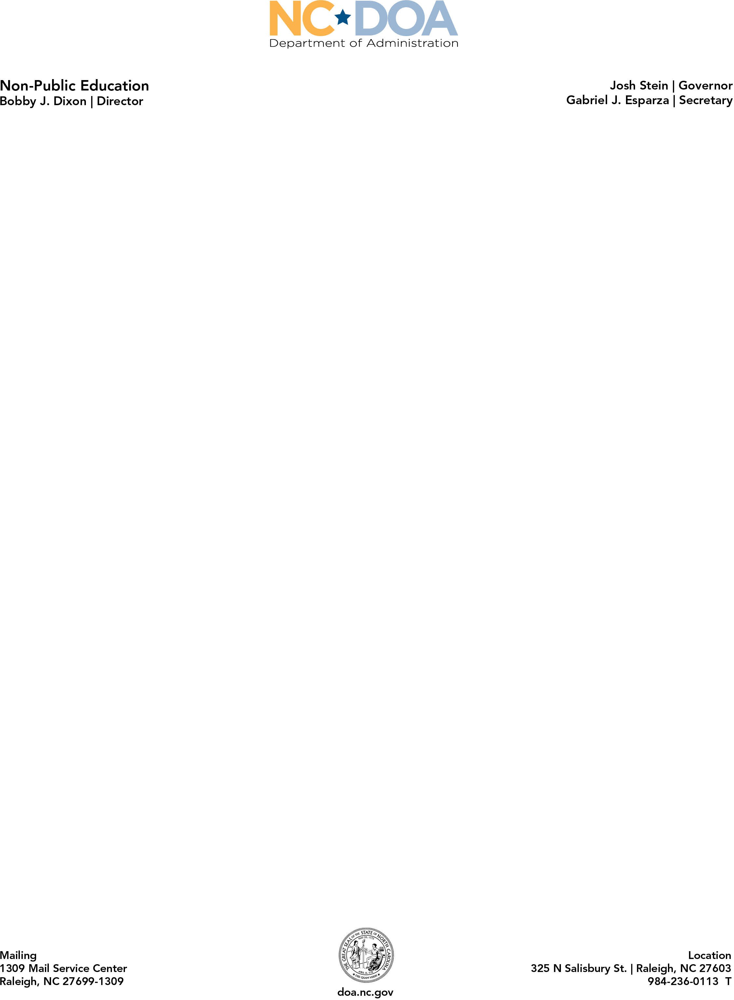 NC★DOA
Department of Administration
Non-Public Education
Bobby J. Dixon | Director
Josh Stein | Governor
Gabriel J. Esparza | Secretary
Mailing
1309 Mail Service Center
Raleigh, NC 27699-1309
THE GREAT SEAL OF THE STATE OF NORTH CAROLINA
MAY 20, 1775
APRIL 12, 1776
★ ESSE QUAM VIDERI ★
doa.nc.gov
Location
325 N Salisbury St. | Raleigh, NC 27603
984-236-0113 T